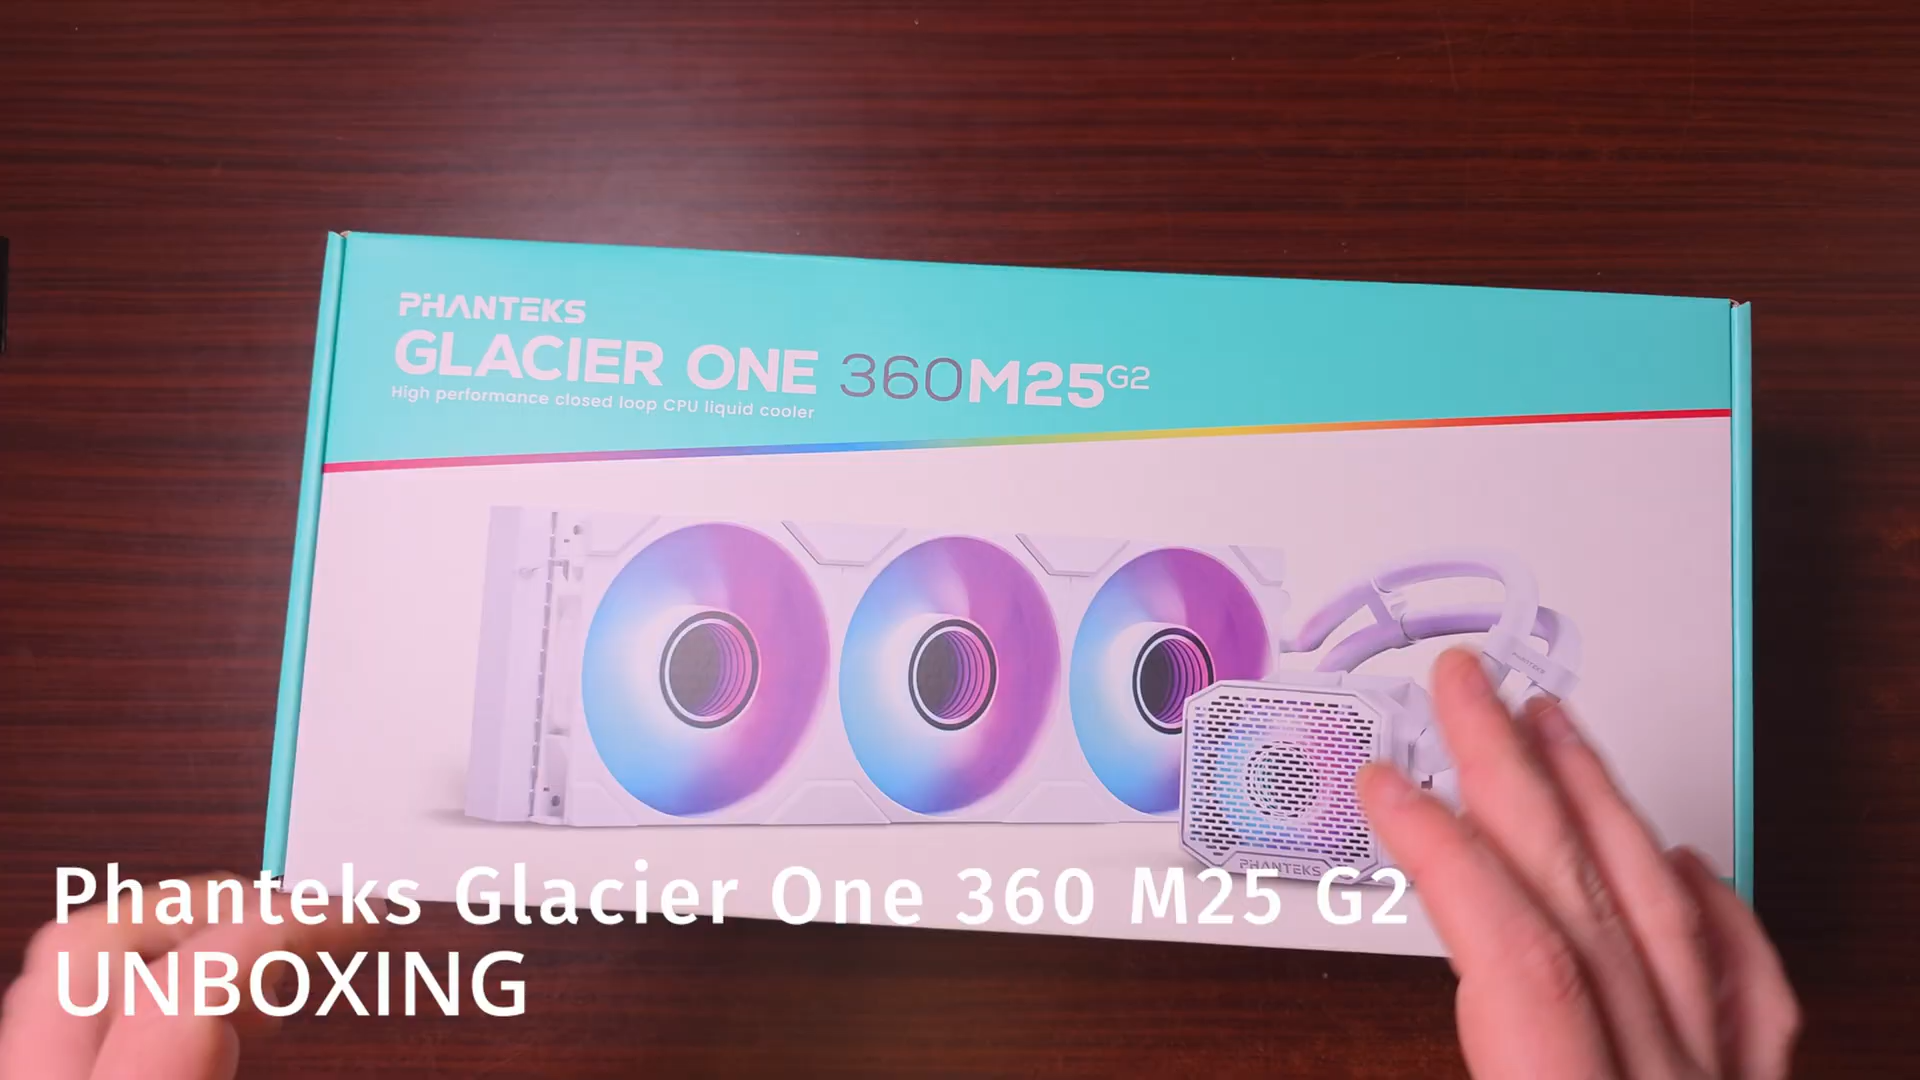 PHANTEKS
GLACIER ONE 360M25G2
High performance closed loop CPU liquid cooler
PHANTEKS
PHANTEKS
Phanteks Glacier One 360 M25 G2
UNBOXING